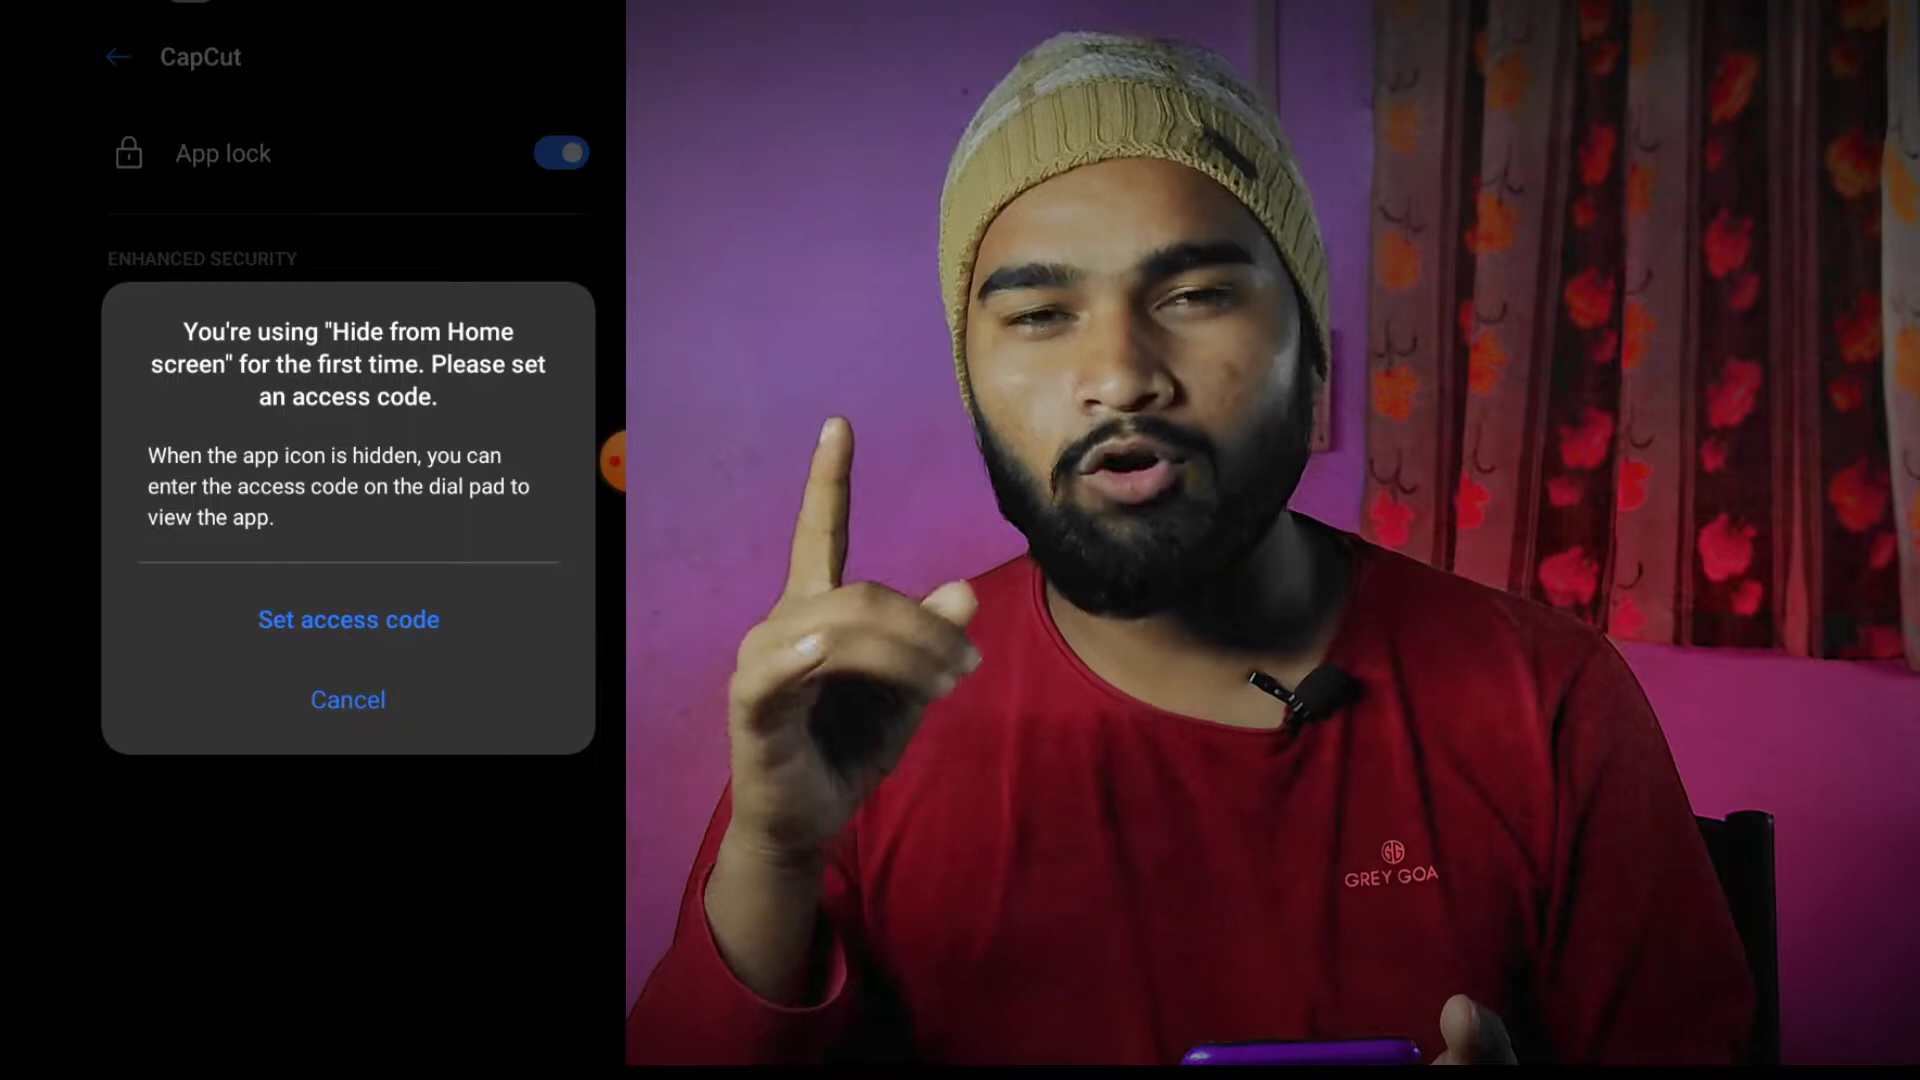 CapCut
App lock
ENHANCED SECURITY
You're using "Hide from Home
screen" for the first time. Please set
an access code.
When the app icon is hidden, you can
enter the access code on the dial pad to
view the app.
Set access code
Cancel
GREY GOA